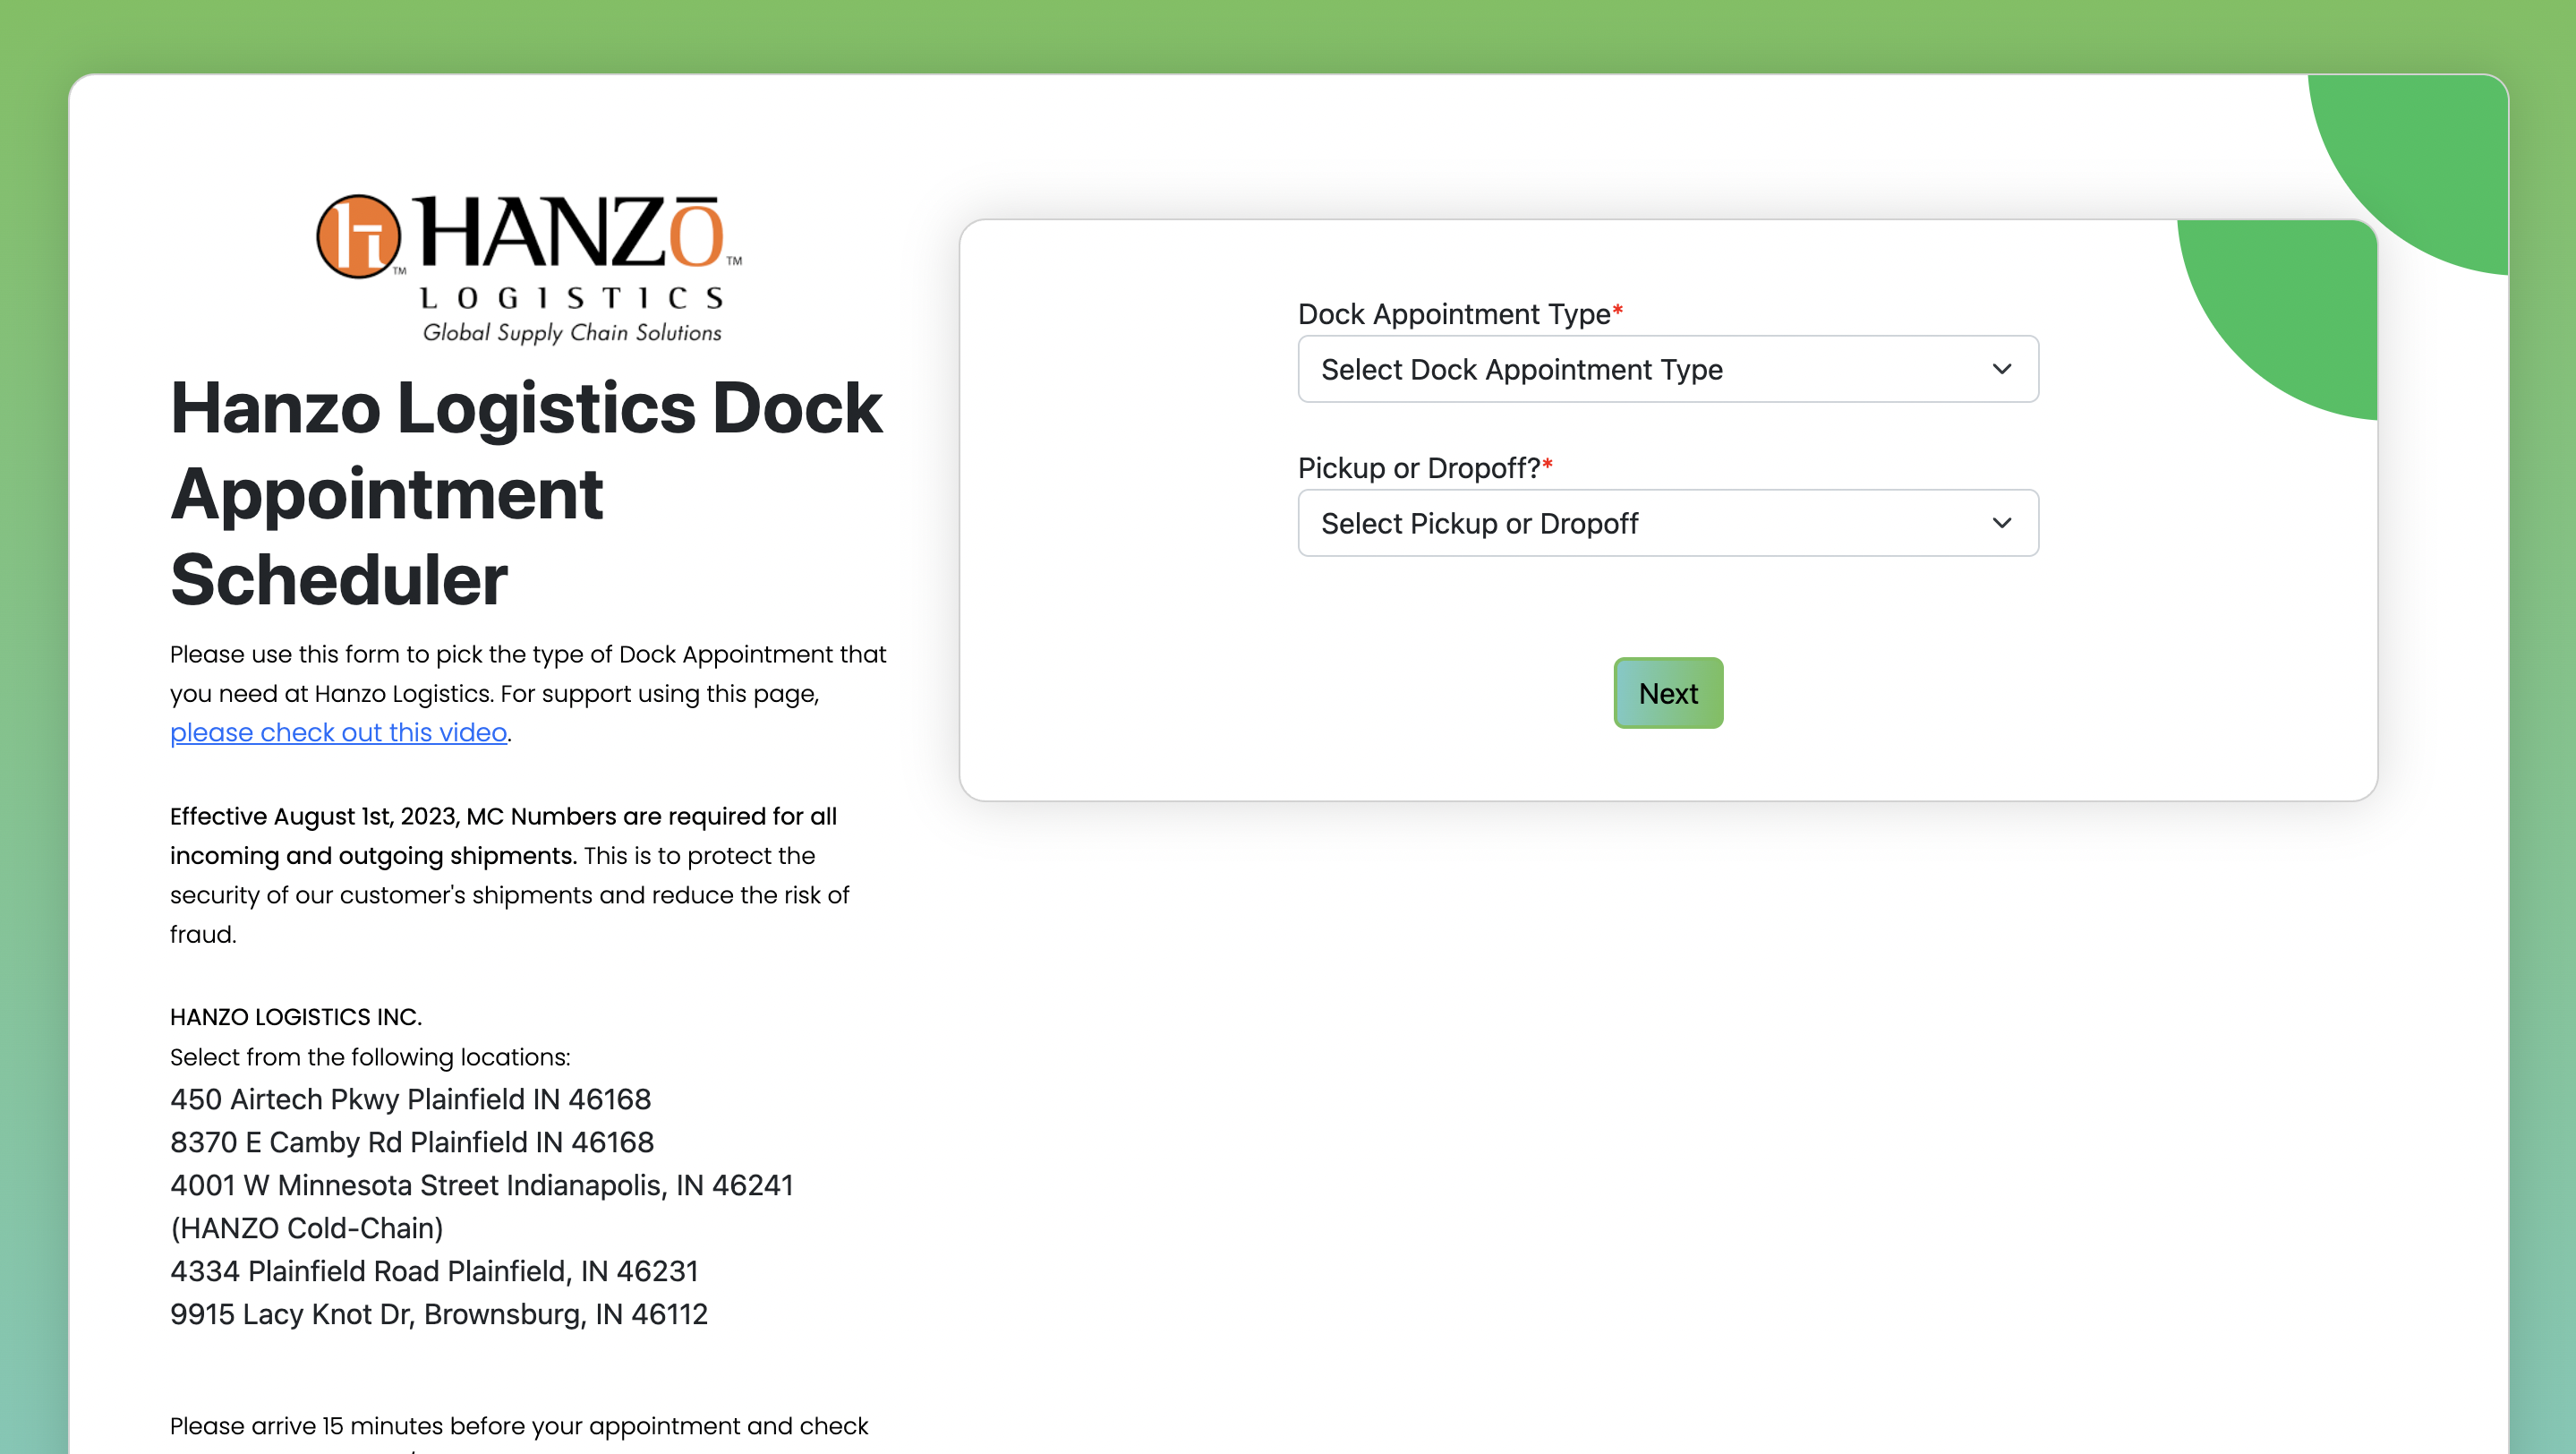 HANZŌ™
LOGISTICS
Global Supply Chain Solutions
Hanzo Logistics Dock
Appointment
Scheduler
Please use this form to pick the type of Dock Appointment that
you need at Hanzo Logistics. For support using this page,
please check out this video.
Effective August 1st, 2023, MC Numbers are required for all
incoming and outgoing shipments. This is to protect the
security of our customer's shipments and reduce the risk of
fraud.
HANZO LOGISTICS INC.
Select from the following locations:
450 Airtech Pkwy Plainfield IN 46168
8370 E Camby Rd Plainfield IN 46168
4001 W Minnesota Street Indianapolis, IN 46241
(HANZO Cold-Chain)
4334 Plainfield Road Plainfield, IN 46231
9915 Lacy Knot Dr, Brownsburg, IN 46112
Please arrive 15 minutes before your appointment and check
Dock Appointment Type*
Select Dock Appointment Type
Pickup or Dropoff?*
Select Pickup or Dropoff
Next